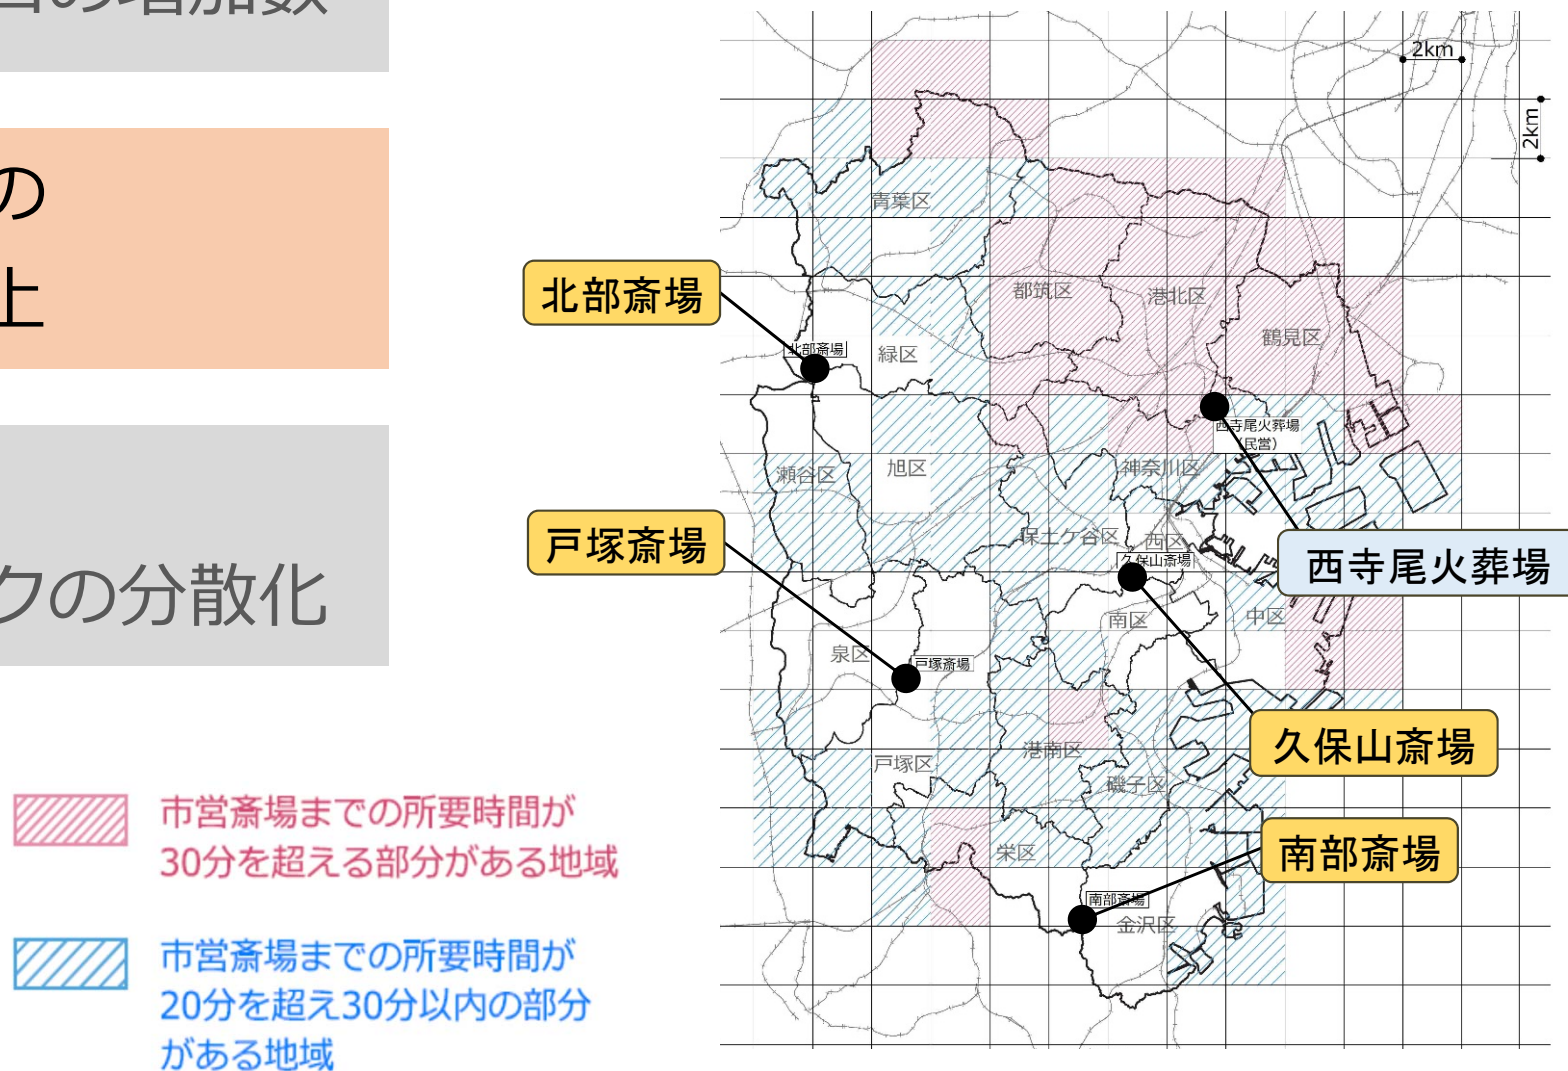 の増加数
の
上
クの分散化
市営斎場までの所要時間が
30分を超える部分がある地域
市営斎場までの所要時間が
20分を超え30分以内の部分
がある地域
2km
2km
青葉区
都筑区
港北区
北部斎場
北部斎場
緑区
鶴見区
西寺尾火葬場
（民営）
瀬谷区
旭区
神奈川区
戸塚斎場
保土ケ谷区
西区
久保山斎場
西寺尾火葬場
南区
中区
泉区
戸塚斎場
久保山斎場
港南区
戸塚区
磯子区
南部斎場
栄区
南部斎場
金沢区